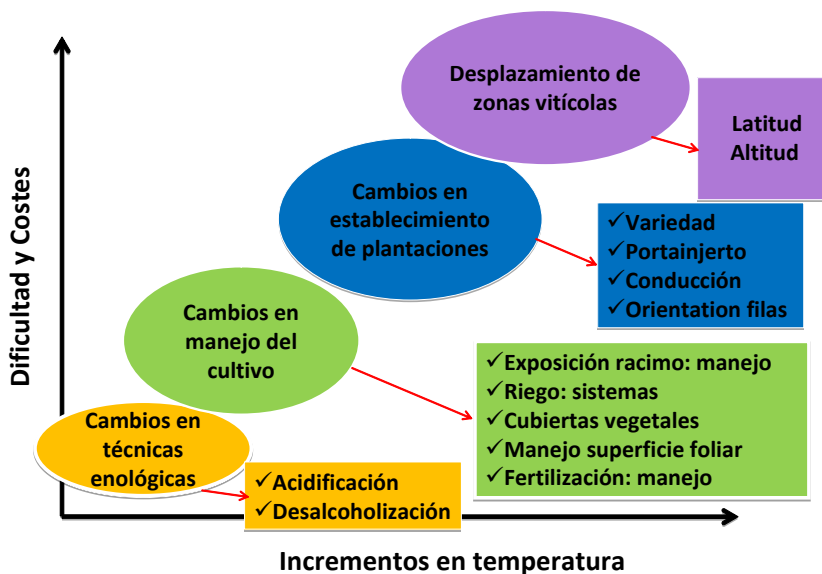 Desplazamiento de
zonas vitícolas
Latitud
Altitud
Cambios en
establecimiento
de plantaciones
✓Variedad
✓Portainjerto
✓Conducción
✓Orientation filas
Cambios en
manejo del
cultivo
✓Exposición racimo: manejo
✓Riego: sistemas
✓Cubiertas vegetales
✓Manejo superficie foliar
✓Fertilización: manejo
Cambios en
técnicas
enológicas
✓Acidificación
✓Desalcoholización
Dificultad y Costes
Incrementos en temperatura